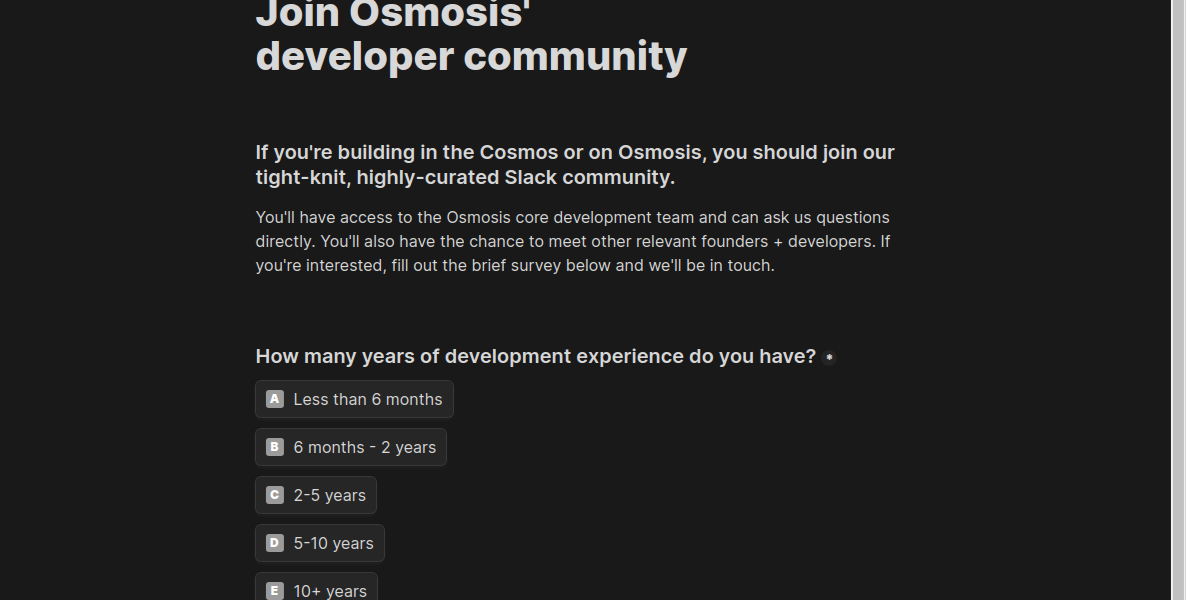 Join Osmosis'
developer community
If you're building in the Cosmos or on Osmosis, you should join our
tight-knit, highly-curated Slack community.
You'll have access to the Osmosis core development team and can ask us questions
directly. You'll also have the chance to meet other relevant founders + developers. If
you're interested, fill out the brief survey below and we'll be in touch.
How many years of development experience do you have? *
A Less than 6 months
B 6 months - 2 years
C 2-5 years
D 5-10 years
E 10+ years